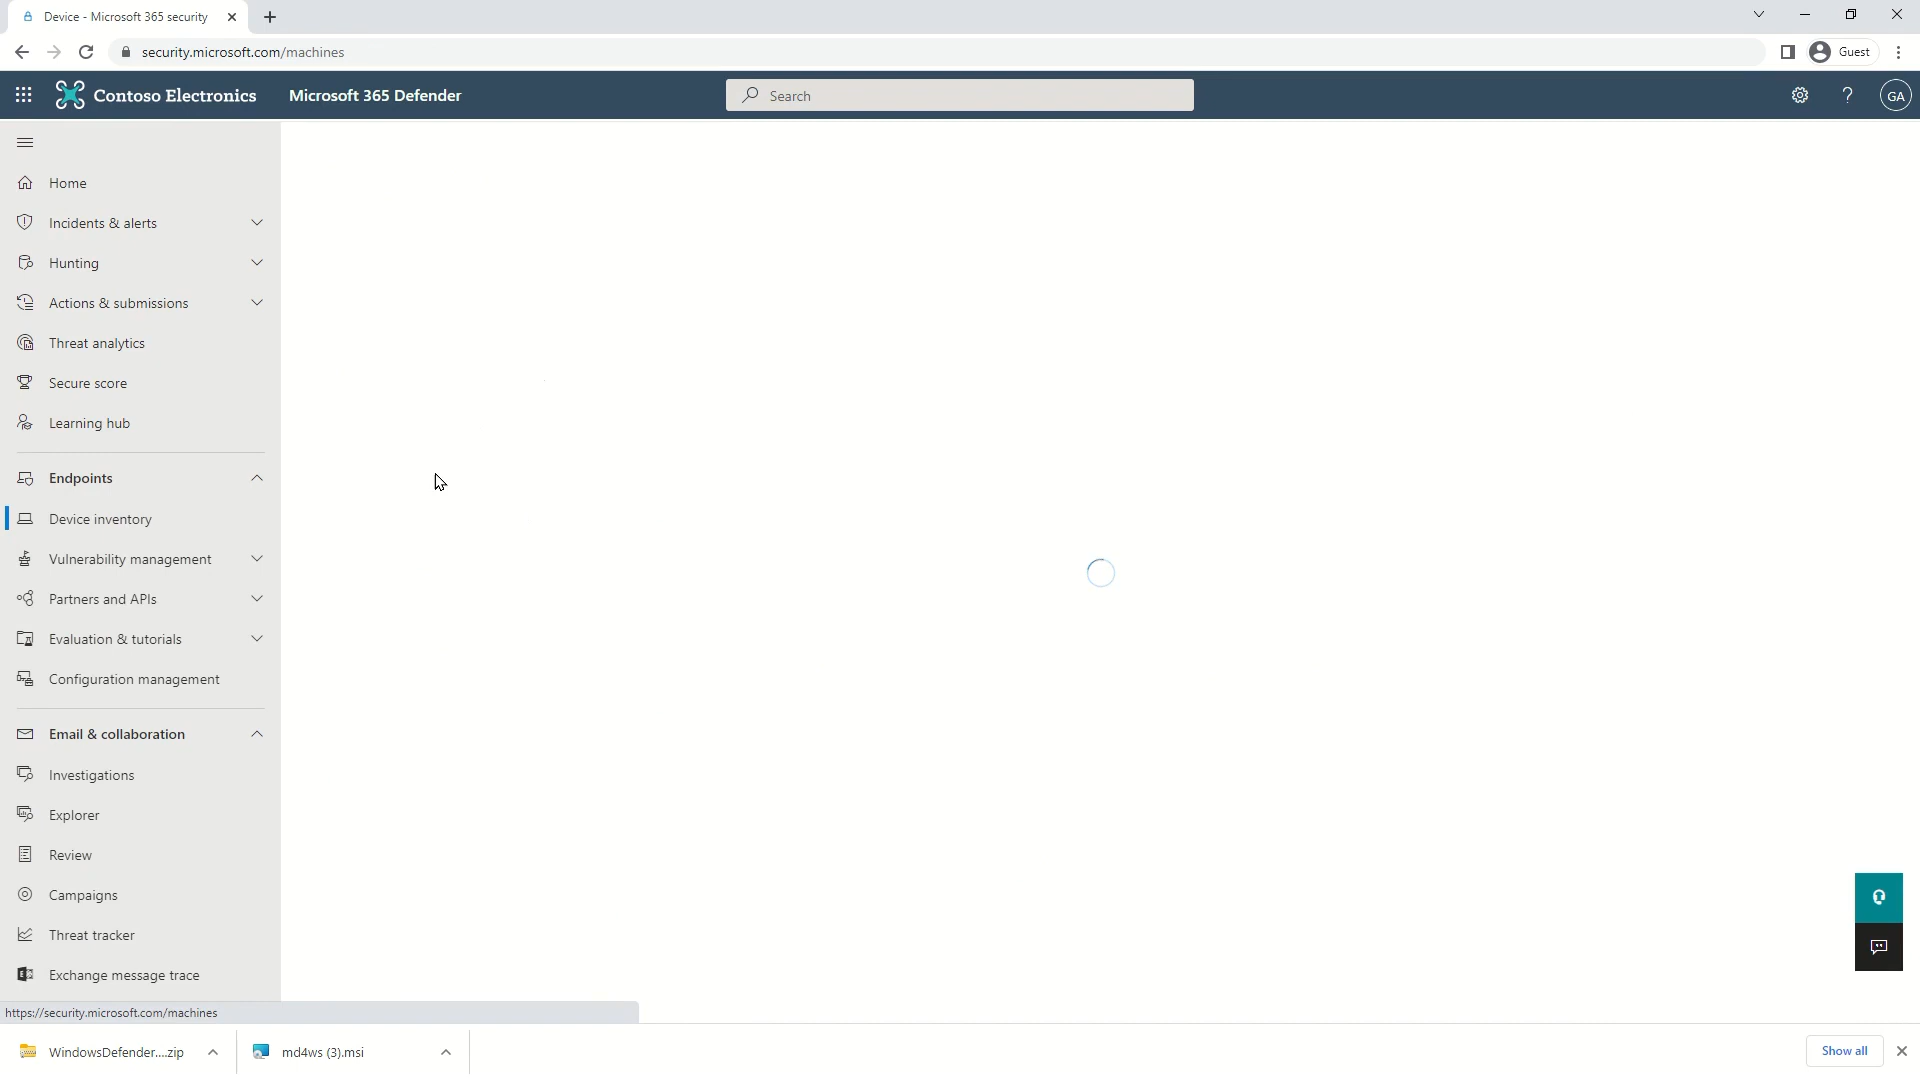 Device - Microsoft 365 security
security.microsoft.com/machines
Guest
Contoso Electronics
Microsoft 365 Defender
Search
?
GA
Home
Incidents & alerts
Hunting
Actions & submissions
Threat analytics
Secure score
Learning hub
Endpoints
Device inventory
Vulnerability management
Partners and APIs
Evaluation & tutorials
Configuration management
Email & collaboration
Investigations
Explorer
Review
Campaigns
Threat tracker
Exchange message trace
https://security.microsoft.com/machines
WindowsDefender....zip
md4ws (3).msi
Show all